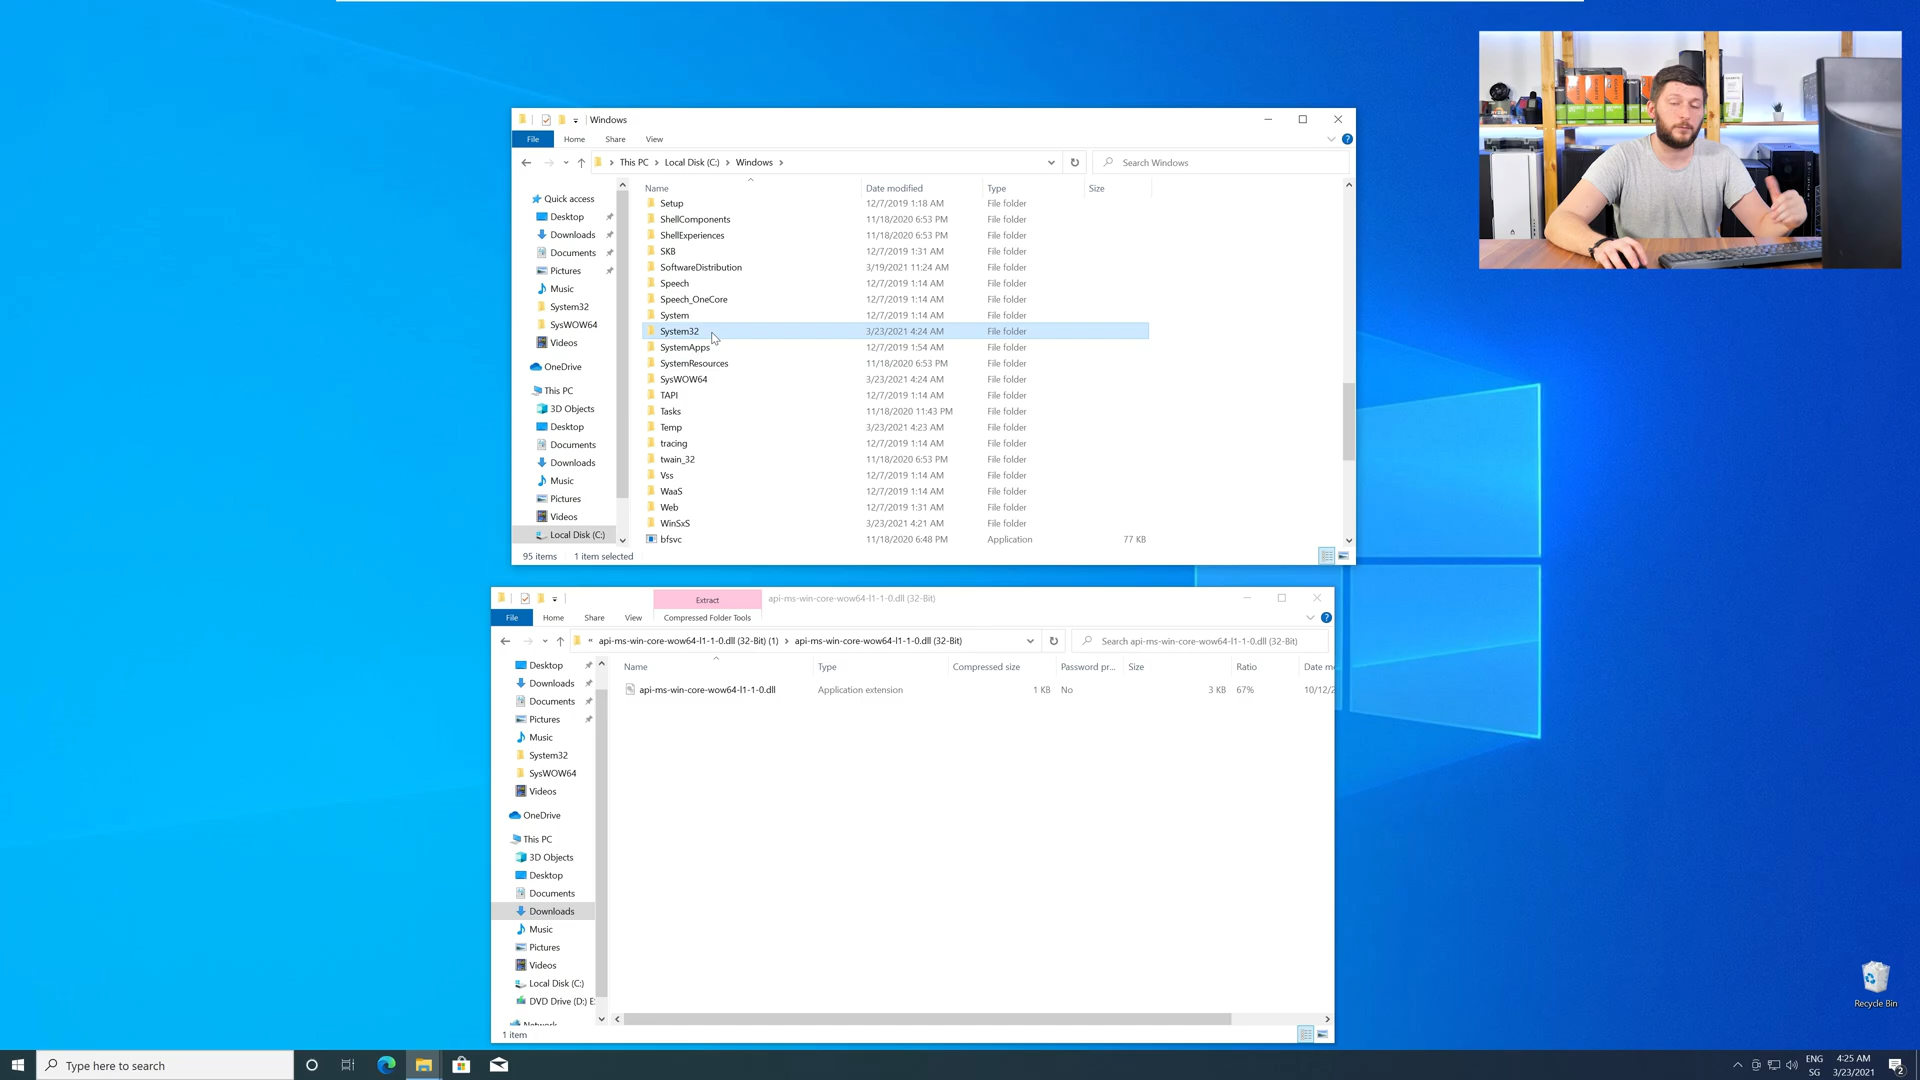 Windows
File Home Share View
This PC Local Disk (C:) Windows
Search Windows
Name Date modified Type Size
Quick access
Desktop
Downloads
Documents
Pictures
Music
System32
SysWOW64
Videos
OneDrive
This PC
3D Objects
Desktop
Documents
Downloads
Music
Pictures
Videos
Local Disk (C:)
Setup 12/7/2019 1:18 AM File folder
ShellComponents 11/18/2020 6:53 PM File folder
ShellExperiences 11/18/2020 6:53 PM File folder
SKB 12/7/2019 1:31 AM File folder
SoftwareDistribution 3/19/2021 11:24 AM File folder
Speech 12/7/2019 1:14 AM File folder
Speech_OneCore 12/7/2019 1:14 AM File folder
System 12/7/2019 1:14 AM File folder
System32 3/23/2021 4:24 AM File folder
SystemApps 12/7/2019 1:54 AM File folder
SystemResources 11/18/2020 6:53 PM File folder
SysWOW64 3/23/2021 4:24 AM File folder
TAPI 12/7/2019 1:14 AM File folder
Tasks 11/18/2020 11:43 PM File folder
Temp 3/23/2021 4:23 AM File folder
tracing 12/7/2019 1:14 AM File folder
twain_32 11/18/2020 6:53 PM File folder
Vss 12/7/2019 1:14 AM File folder
WaaS 12/7/2019 1:14 AM File folder
Web 12/7/2019 1:31 AM File folder
WinSxS 3/23/2021 4:21 AM File folder
bfsvc 11/18/2020 6:48 PM Application 77 KB
95 items 1 item selected
Extract api-ms-win-core-wow64-l1-1-0.dll (32-Bit)
File Home Share View Compressed Folder Tools
« api-ms-win-core-wow64-l1-1-0.dll (32-Bit) (1) api-ms-win-core-wow64-l1-1-0.dll (32-Bit)
Search api-ms-win-core-wow64-l1-1-0.dll (32-Bit)
Name Type Compressed size Password pr... Size Ratio Date m
Desktop
Downloads
Documents
Pictures
Music
System32
SysWOW64
Videos
OneDrive
This PC
3D Objects
Desktop
Documents
Downloads
Music
Pictures
Videos
Local Disk (C:)
DVD Drive (D:) E
Network
api-ms-win-core-wow64-l1-1-0.dll Application extension 1 KB No 3 KB 67% 10/12/2
1 item
Recycle Bin
Type here to search
ENG
SG
4:25 AM
3/23/2021
2